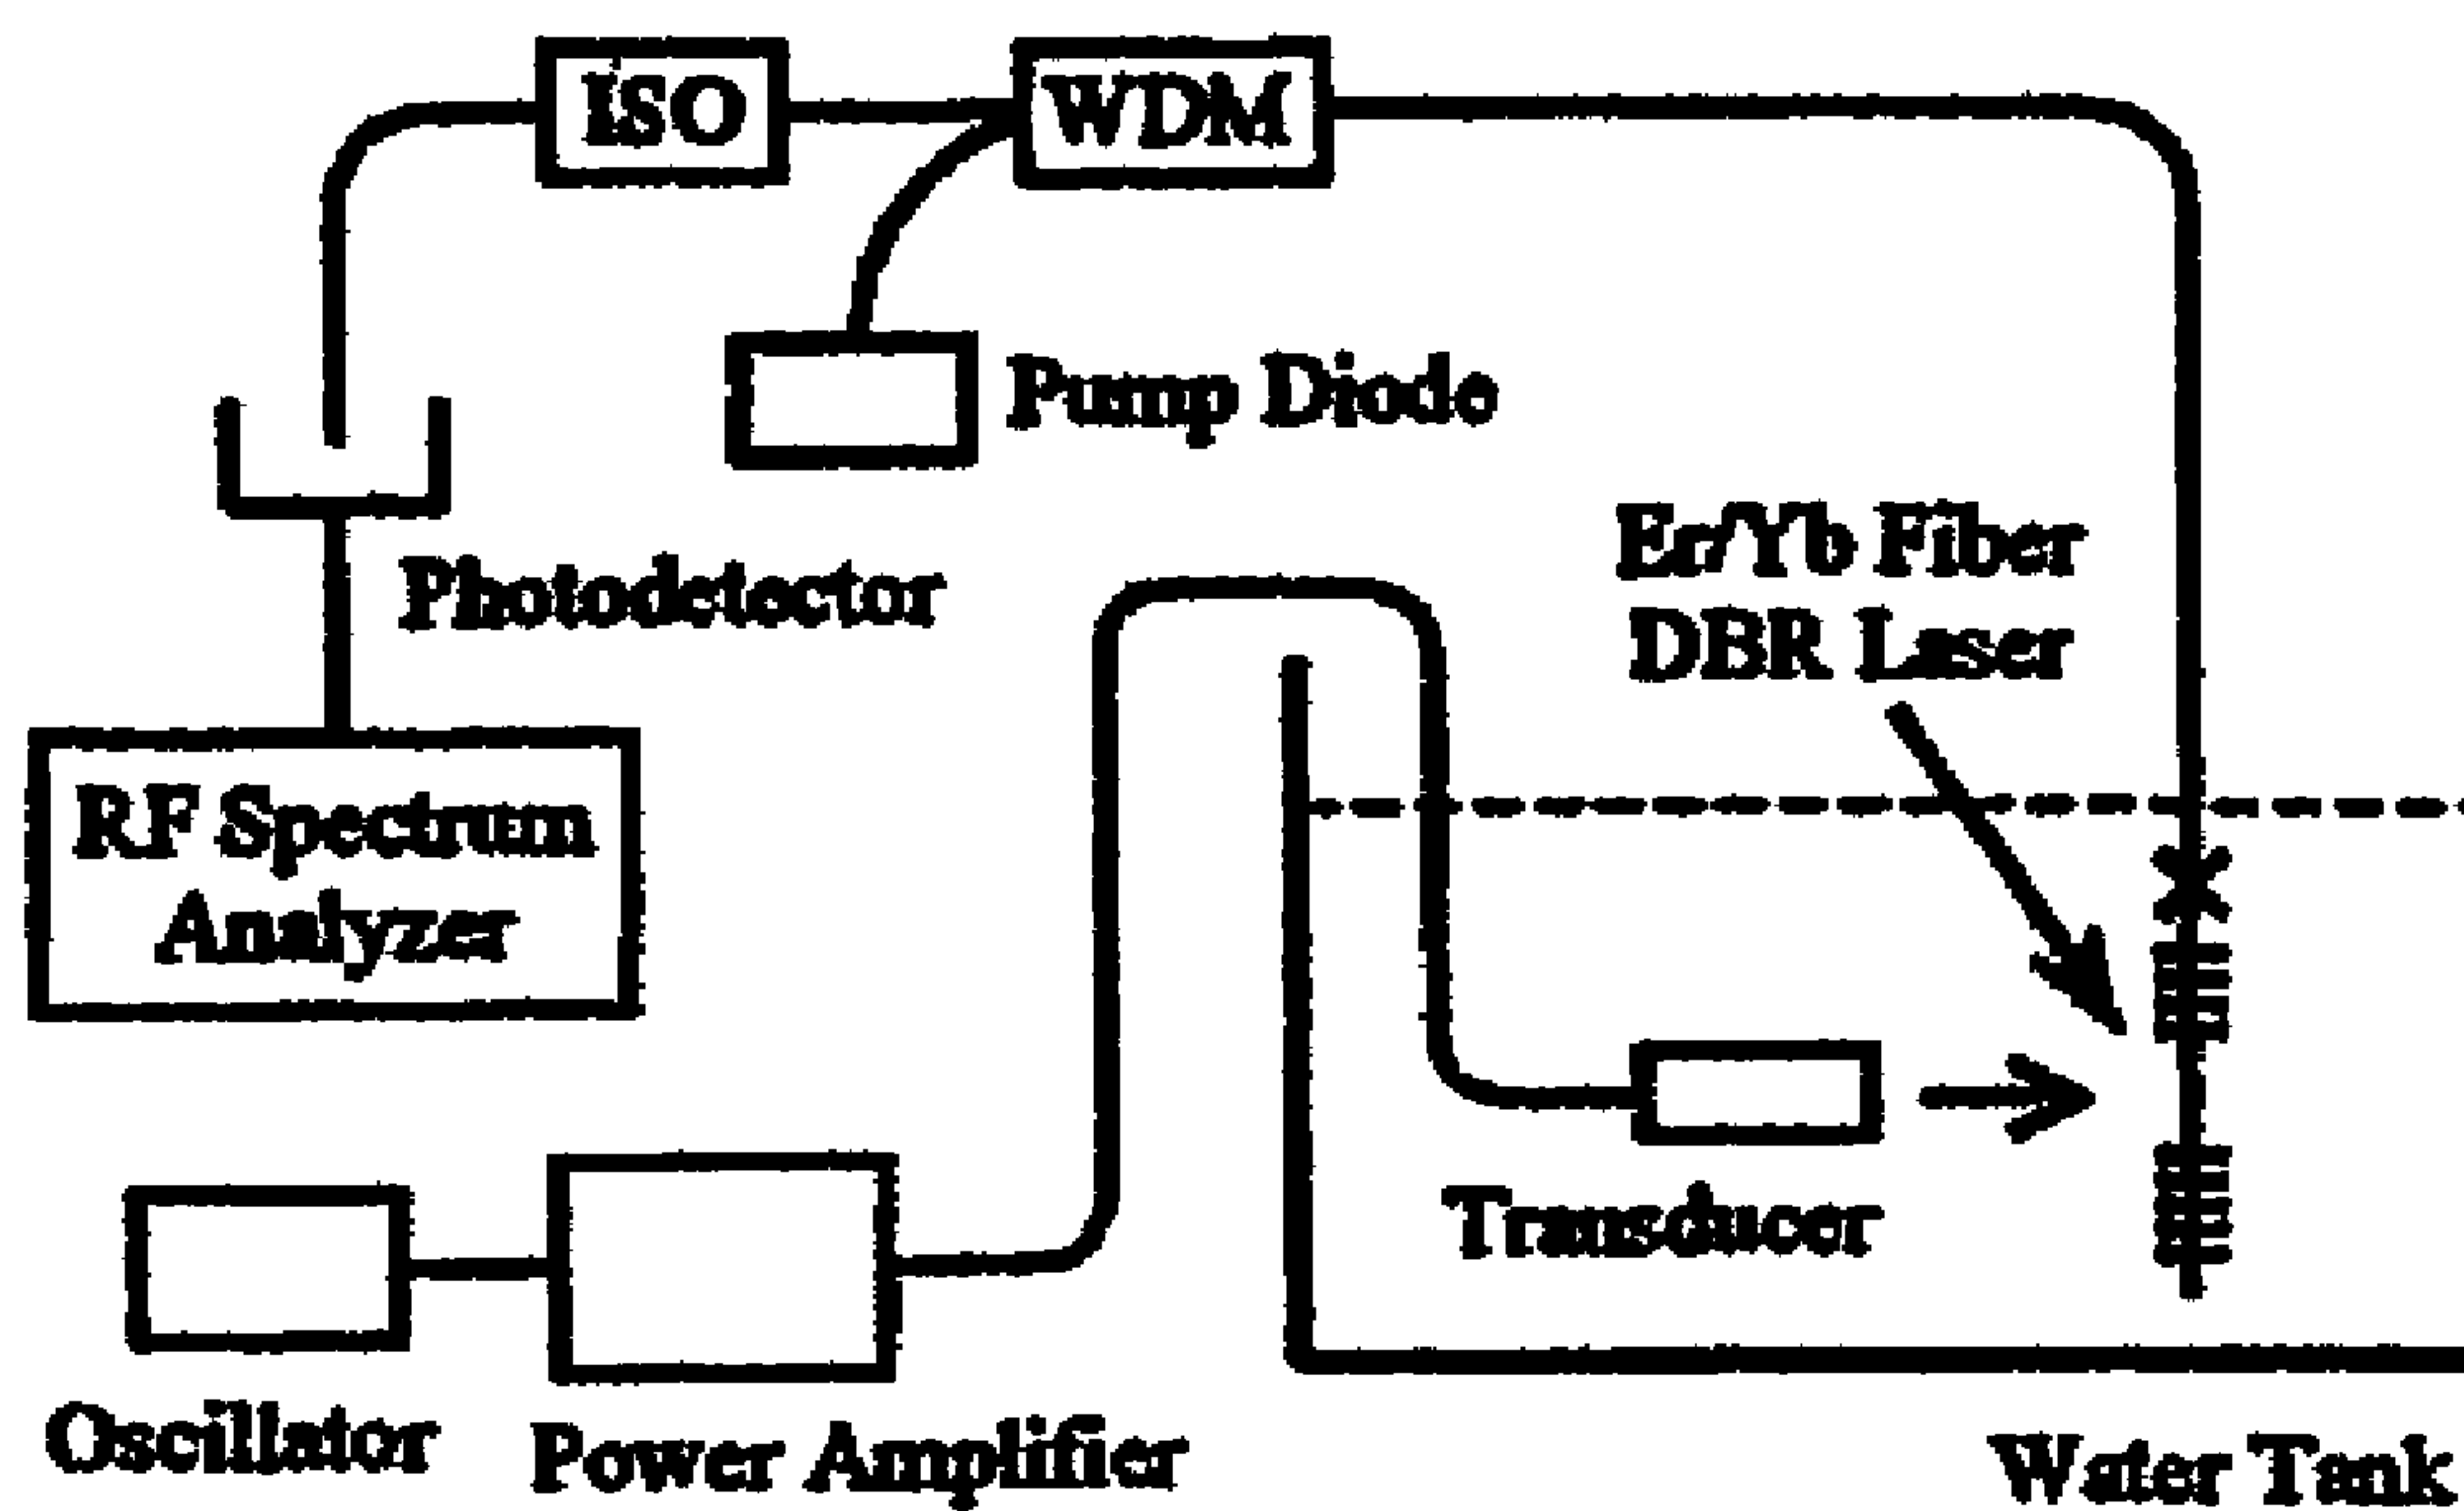 ISO
WDM
Pump Diode
Photodetector
Er/Yb Fiber
DBR Laser
RF Spectrum
Analyzer
Transducer
Oscillator
Power Amplifier
Water Tank